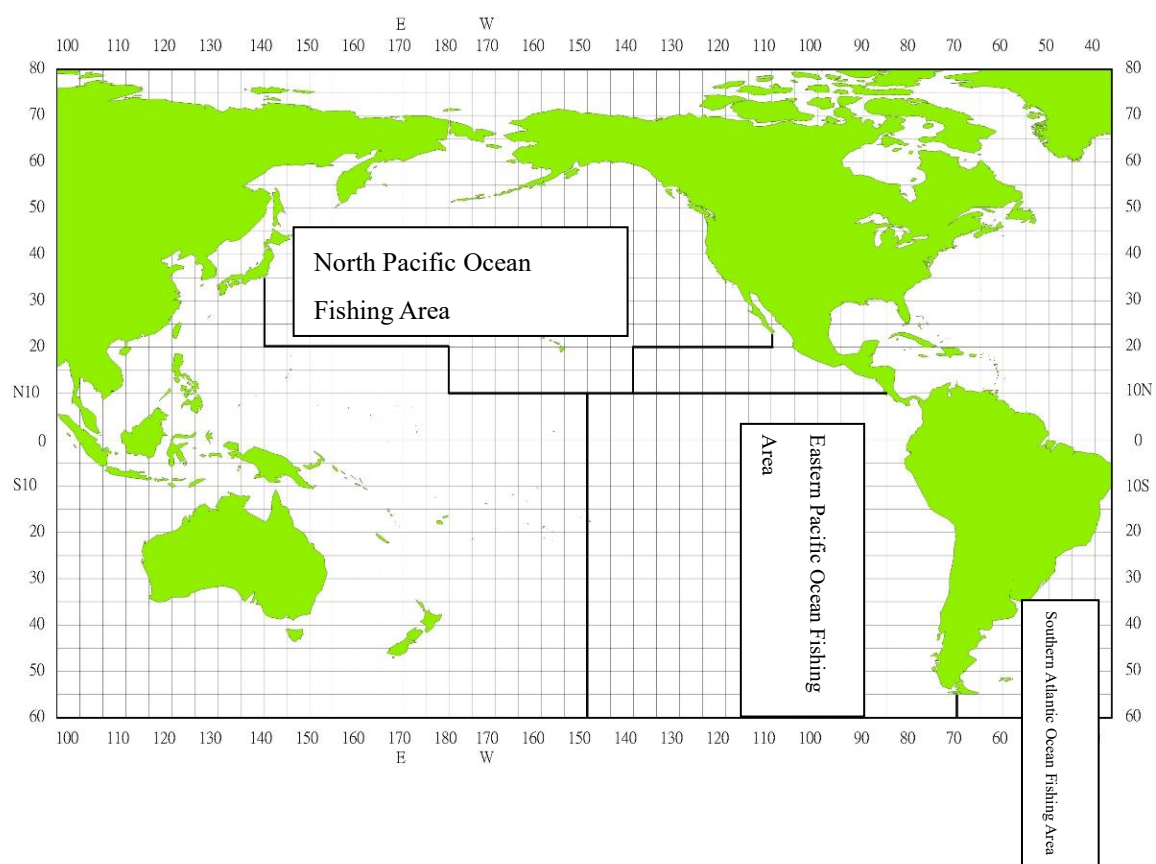 E W
100 110 120 130 140 150 160 170 180 170 160 150 140 130 120 110 100 90 80 70 60 50 40
80 80
70 70
60 60
50 50
40 40
North Pacific Ocean
Fishing Area
30 30
20 20
N10 10N
0 0
S10 10S
20 20
30 30
40 40
50 50
60 60
Eastern Pacific Ocean Fishing
Area
Southern Atlantic Ocean Fishing Area
100 110 120 130 140 150 160 170 180 170 160 150 140 130 120 110 100 90 80 70 60
E W